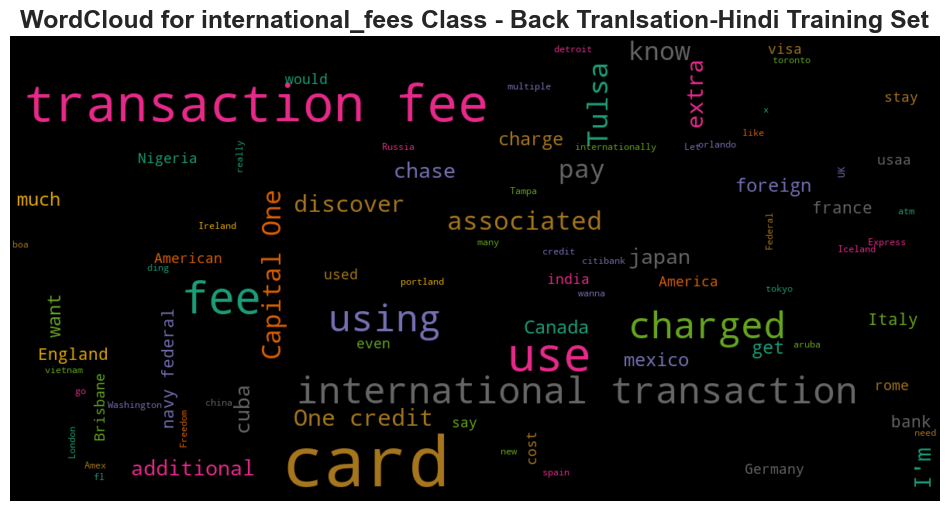 WordCloud for international_fees Class - Back Tranlsation-Hindi Training Set
detroit
know
visa
toronto
would
multiple
Tulsa
extra
stay
transaction fee
x
like
charge
internationally
Let
orlando
Russia
really
Nigeria
chase
pay
usaa
UK
foreign
much
Tampa
discover
associated
france
atm
Ireland
Capital One
boa
many
Federal
Express
Iceland
American
ding
credit
citibank
japan
used
portland
india
America
wanna
tokyo
fee
want
using
Canada
charged
Italy
even
get
aruba
England
use
mexico
vietnam
navy federal
go
international transaction
rome
Brisbane
Washington
china
cuba
Freedom
One credit
say
bank
need
London
cost
new
I'm
card
Amex
fl
additional
spain
Germany